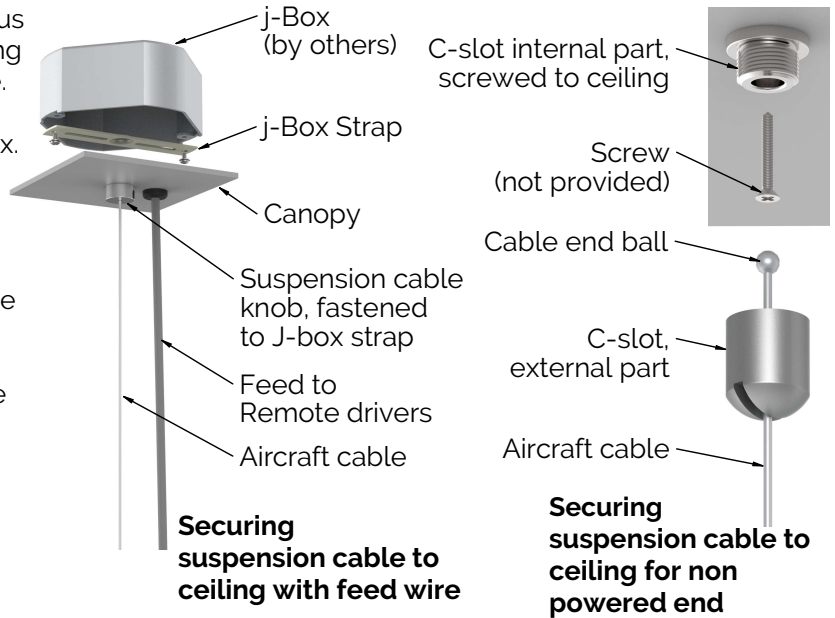 us
ng
x.
e
e
j-Box
(by others)
j-Box Strap
Canopy
Suspension cable
knob, fastened
to J-box strap
Feed to
Remote drivers
Aircraft cable
Securing
suspension cable to
ceiling with feed wire
C-slot internal part,
screwed to ceiling
Screw
(not provided)
Cable end ball
C-slot,
external part
Aircraft cable
Securing
suspension cable to
ceiling for non
powered end